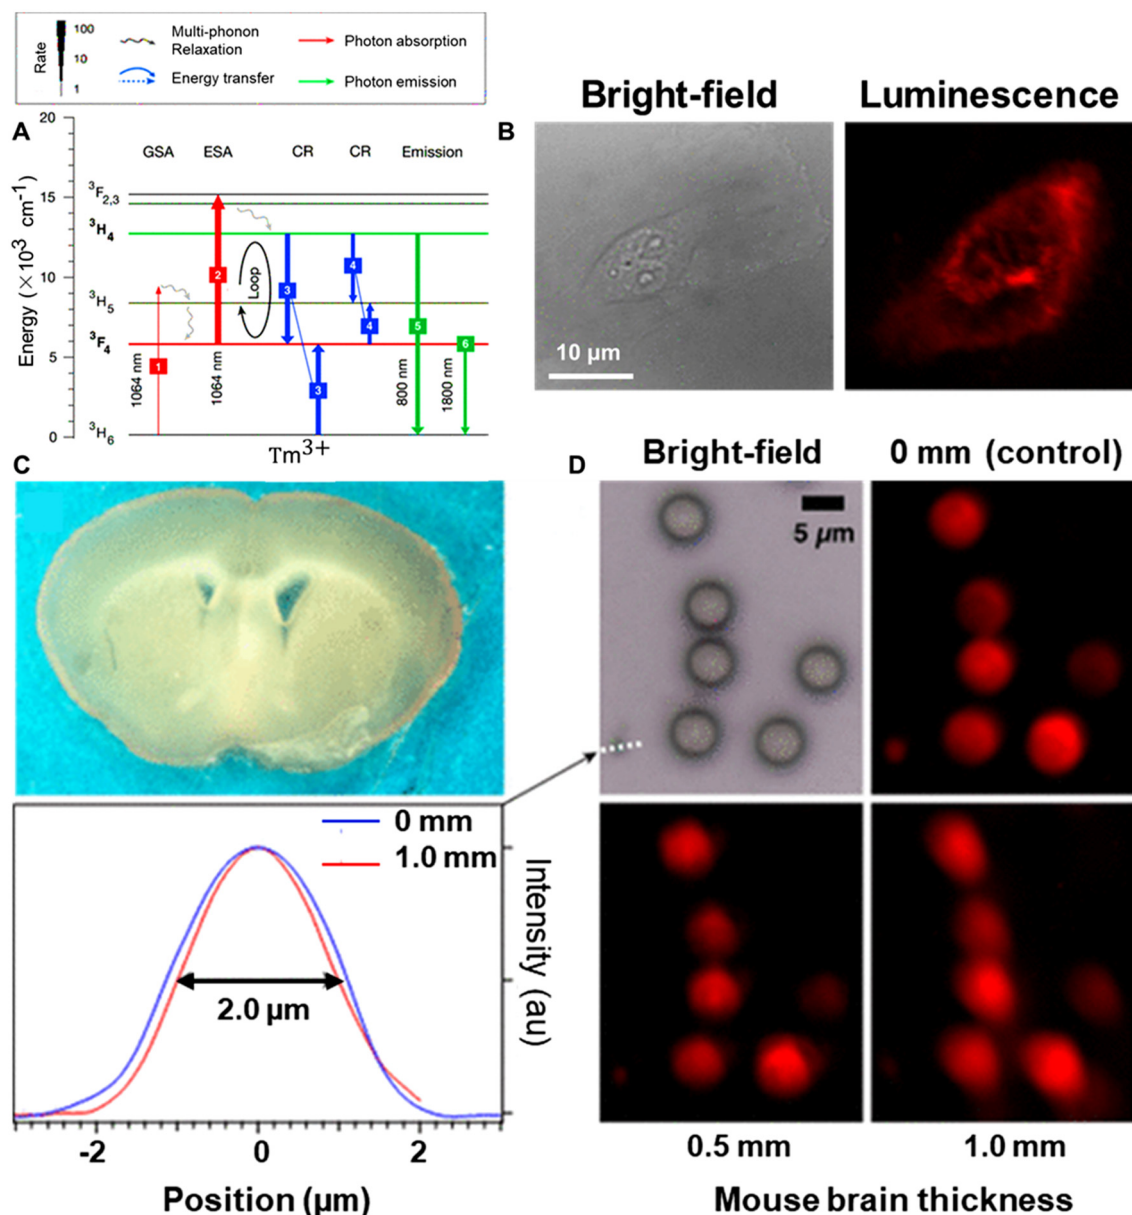 Rate
100
10
1
Multi-phonon
Relaxation
Energy transfer
Photon absorption
Photon emission
A
Energy (×10³ cm⁻¹)
20
15
10
5
0
GSA ESA CR CR Emission
³F₂,₃
³H₄
³H₅
³F₄
³H₆
1
2
3
3
4
4
5
6
Loop
1064 nm
1064 nm
800 nm
1800 nm
Tm³⁺
B
Bright-field
Luminescence
10 µm
C
D
Bright-field
0 mm (control)
5 µm
0 mm
1.0 mm
2.0 µm
Intensity (au)
-2 0 2
Position (µm)
0.5 mm
1.0 mm
Mouse brain thickness